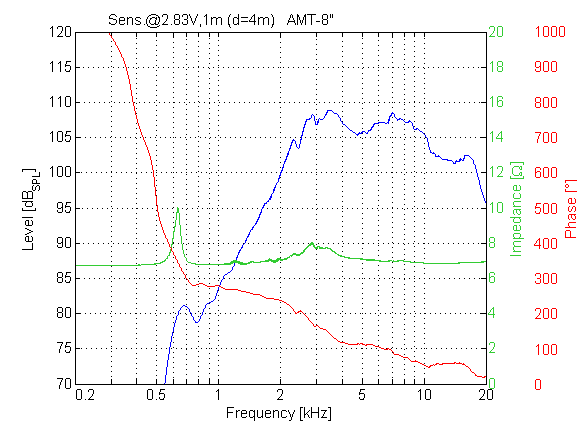 Sens.@2.83V,1m (d=4m)   AMT-8"
120 20 1000
115 18 900
110 16 800
105 14 700
100 12 600
95 10 500
90 8 400
85 6 300
80 4 200
75 2 100
70 0 0
Level [dBSPL]
Impedance [Ω]
Phase [°]
0.2 0.5 1 2 5 10 20
Frequency [kHz]